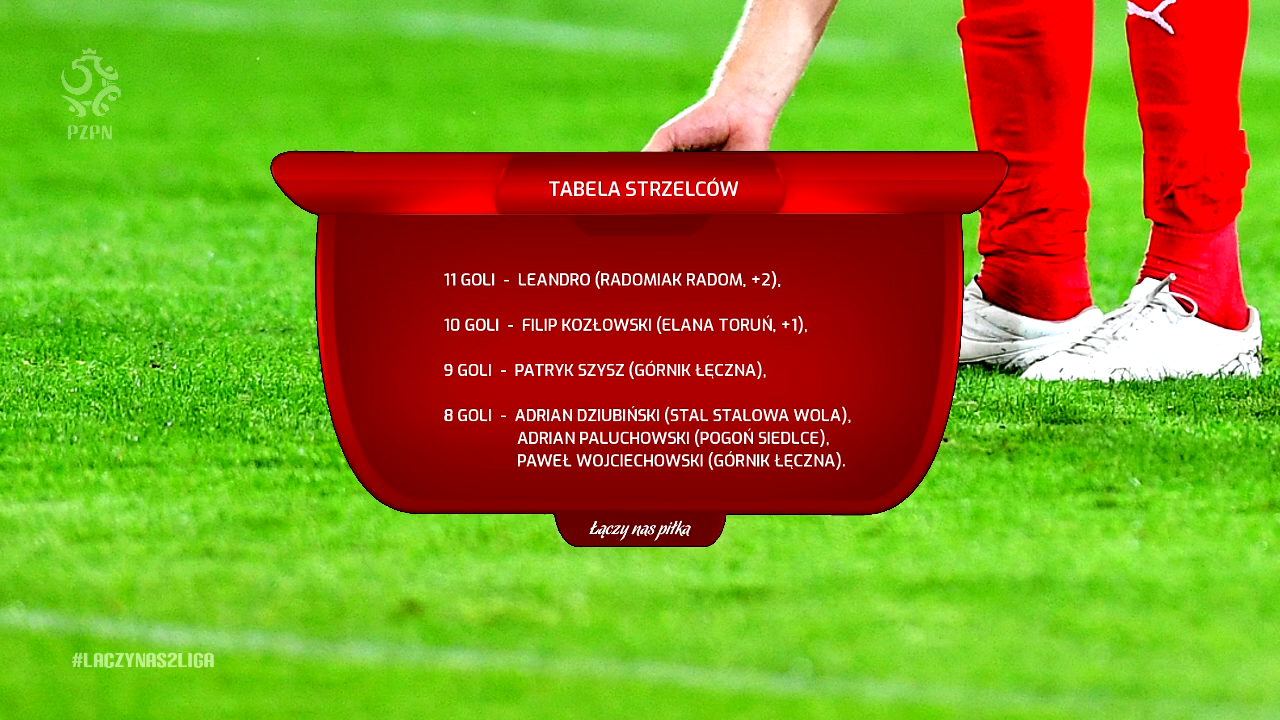 PZPN
TABELA STRZELCÓW
11 GOLI - LEANDRO (RADOMIAK RADOM, +2),
10 GOLI - FILIP KOZŁOWSKI (ELANA TORUŃ, +1),
9 GOLI - PATRYK SZYSZ (GÓRNIK ŁĘCZNA),
8 GOLI - ADRIAN DZIUBIŃSKI (STAL STALOWA WOLA),
ADRIAN PALUCHOWSKI (POGOŃ SIEDLCE),
PAWEŁ WOJCIECHOWSKI (GÓRNIK ŁĘCZNA).
Łączy nas piłka
#LACZYNAS2LIGA